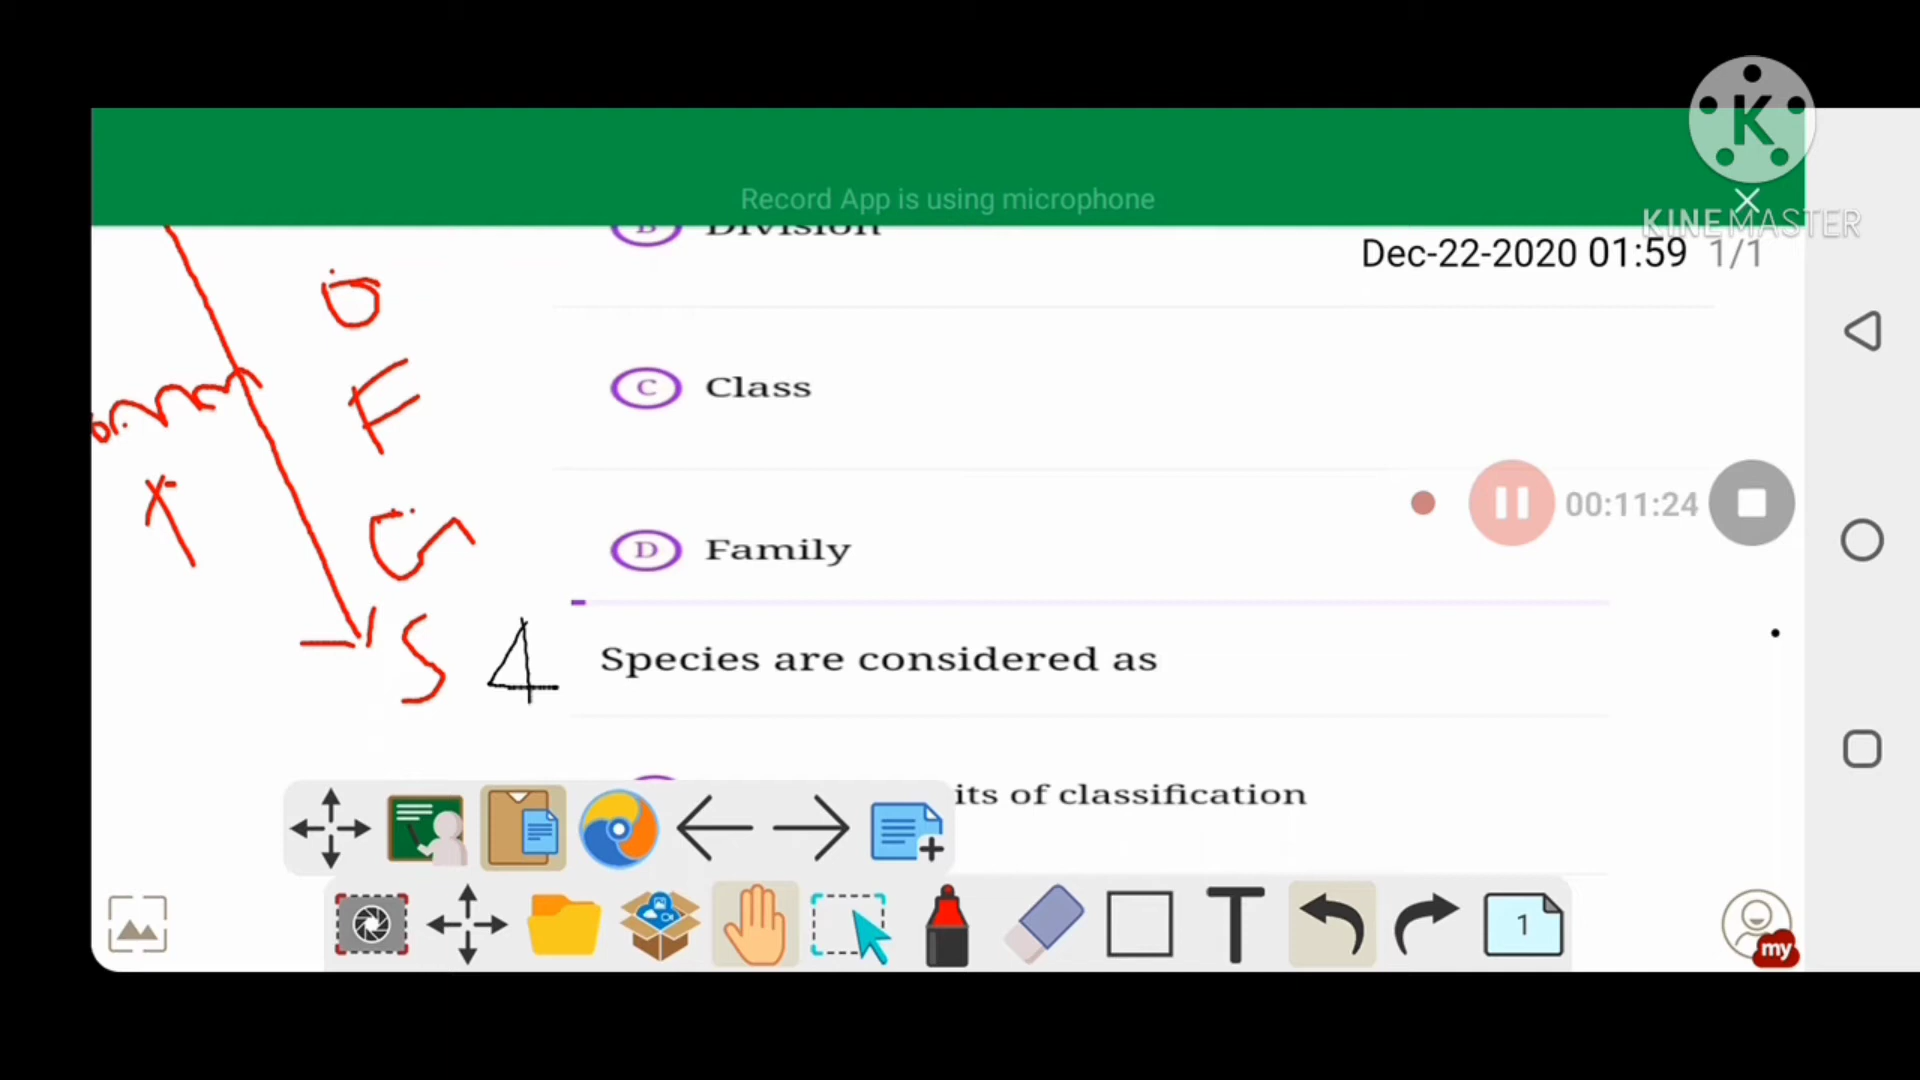 K
Record App is using microphone
KINEMASTER
B Division
Dec-22-2020 01:59 1/1
O
C Class
F
00:11:24
D Family
G
S 4 Species are considered as
its of classification
T
1
my